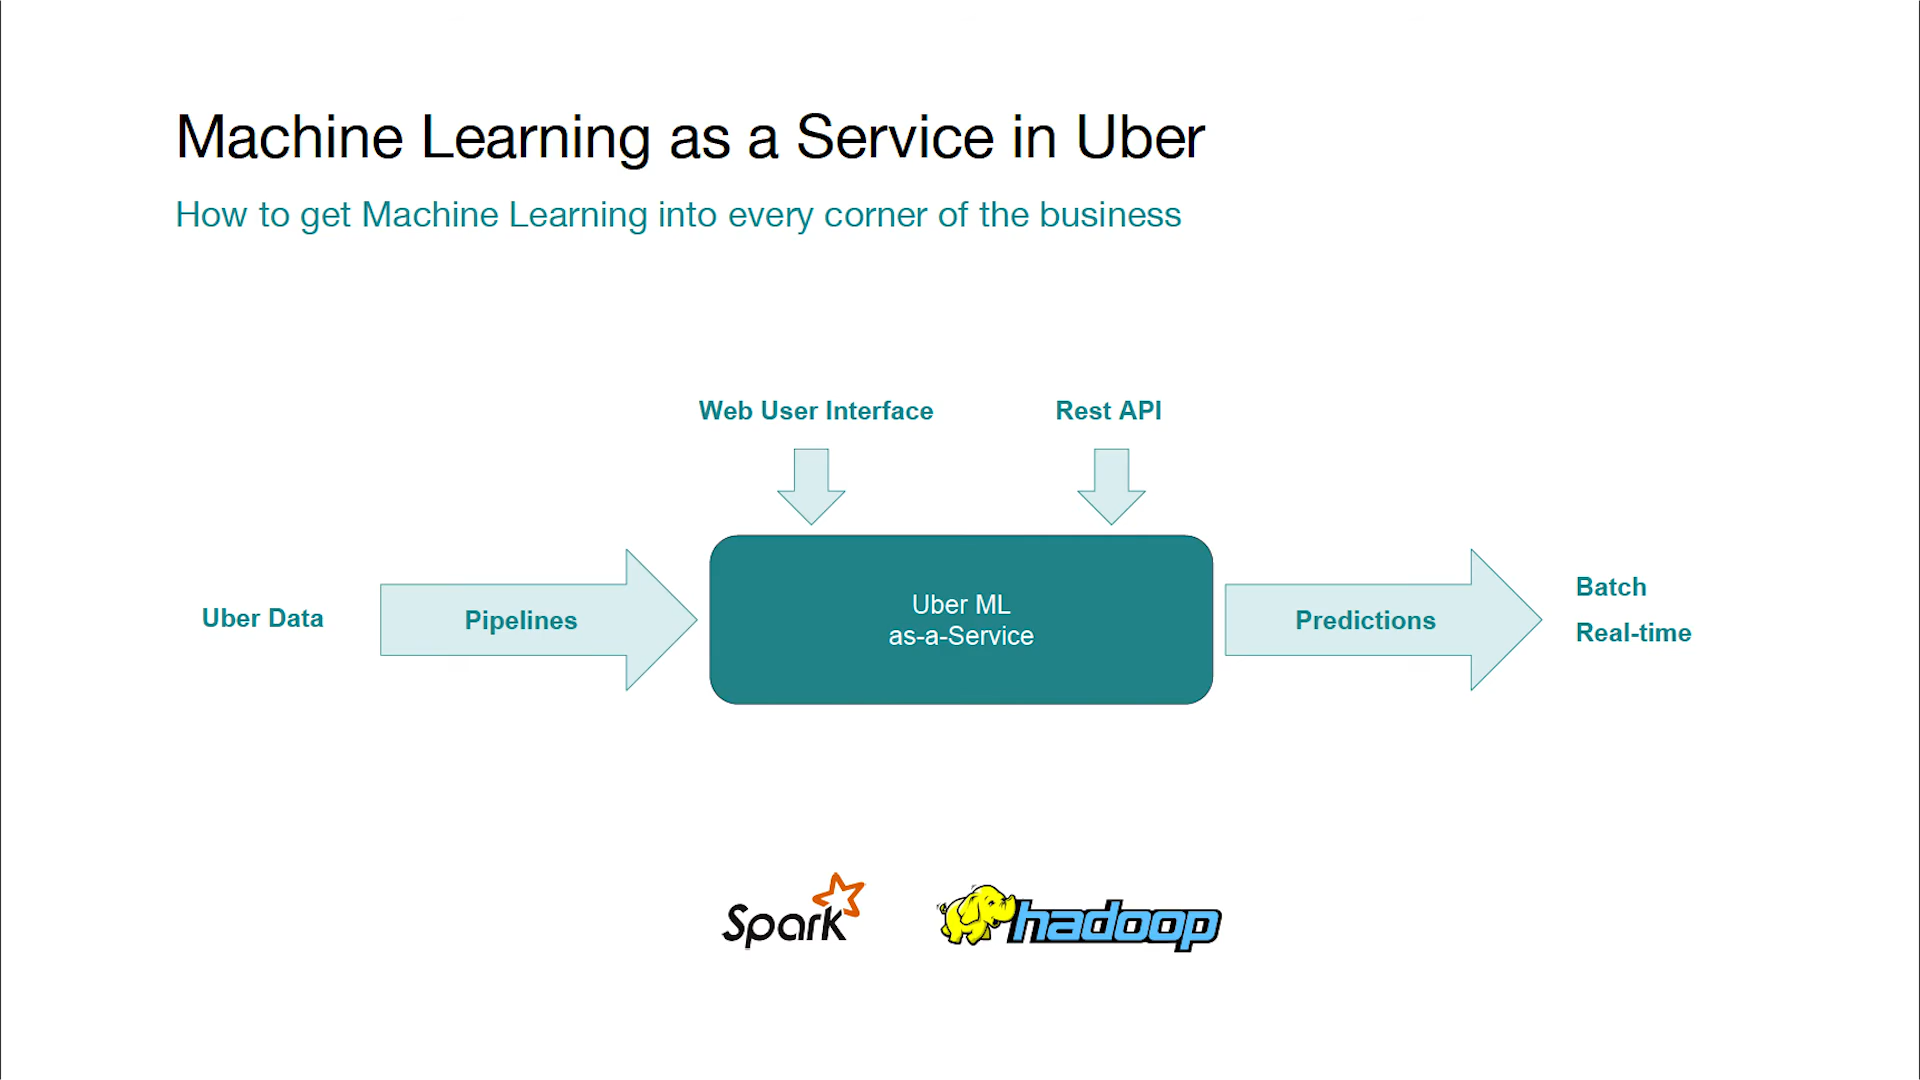 Machine Learning as a Service in Uber
How to get Machine Learning into every corner of the business
Web User Interface
Rest API
Uber Data
Pipelines
Uber ML
as-a-Service
Predictions
Batch
Real-time
Spark
hadoop